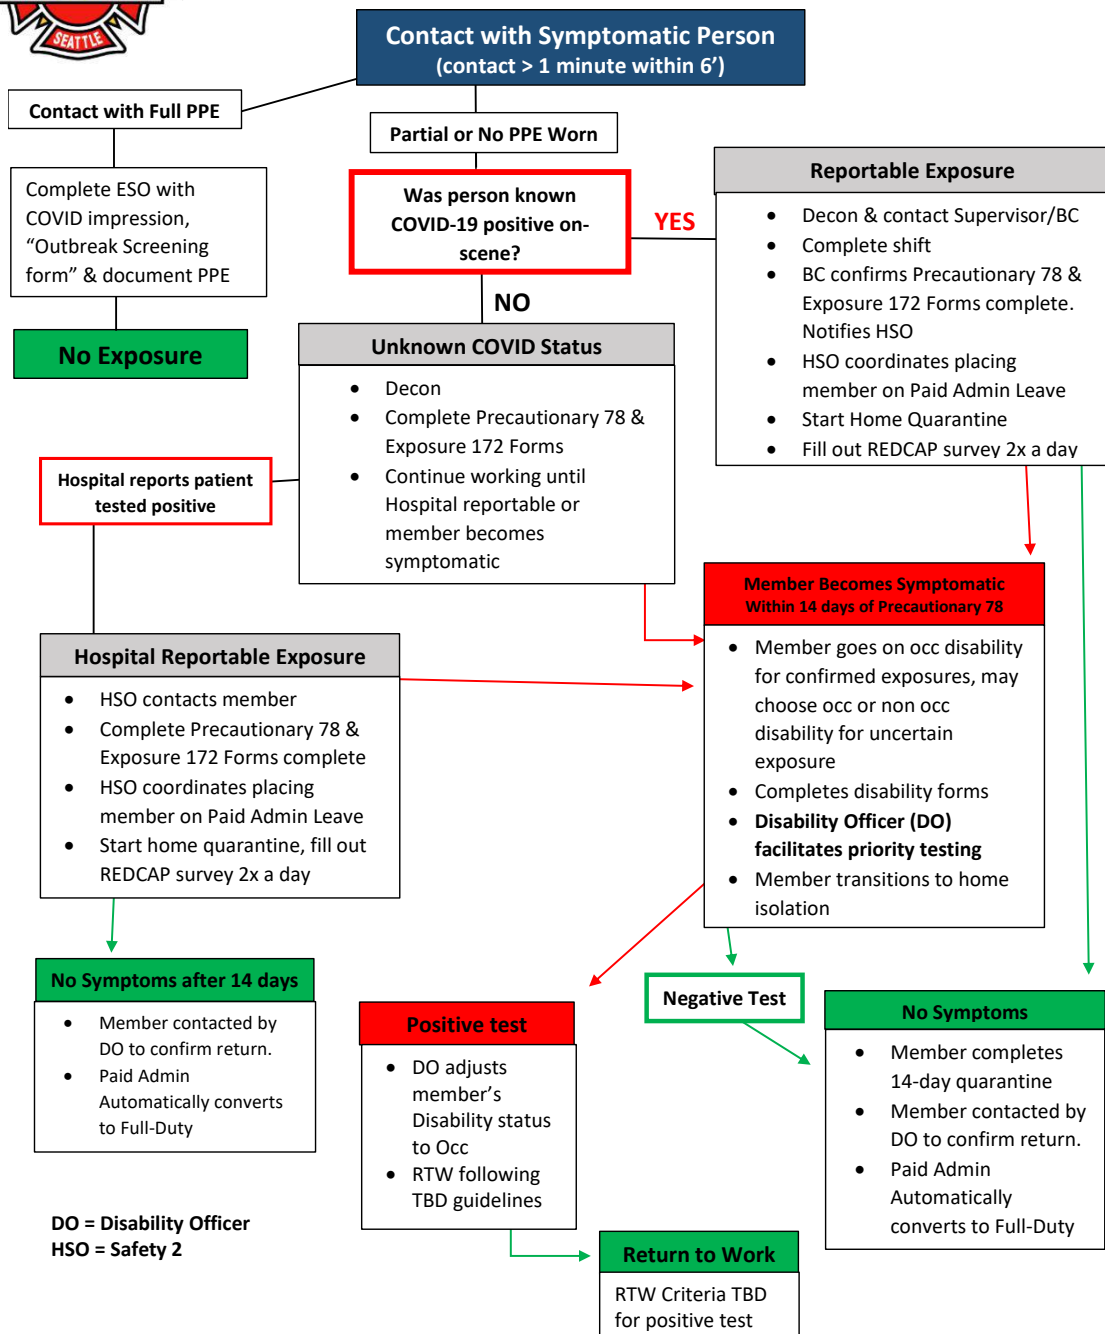 SEATTLE
Contact with Symptomatic Person
(contact > 1 minute within 6')
Contact with Full PPE
Partial or No PPE Worn
Complete ESO with
COVID impression,
“Outbreak Screening
form” & document PPE
No Exposure
Was person known
COVID-19 positive on-
scene?
YES
NO
Reportable Exposure
• Decon & contact Supervisor/BC
• Complete shift
• BC confirms Precautionary 78 &
Exposure 172 Forms complete.
Notifies HSO
• HSO coordinates placing
member on Paid Admin Leave
• Start Home Quarantine
• Fill out REDCAP survey 2x a day
Unknown COVID Status
• Decon
• Complete Precautionary 78 &
Exposure 172 Forms
• Continue working until
Hospital reportable or
member becomes
symptomatic
Hospital reports patient
tested positive
Hospital Reportable Exposure
• HSO contacts member
• Complete Precautionary 78 &
Exposure 172 Forms complete
• HSO coordinates placing
member on Paid Admin Leave
• Start home quarantine, fill out
REDCAP survey 2x a day
Member Becomes Symptomatic
Within 14 days of Precautionary 78
• Member goes on occ disability
for confirmed exposures, may
choose occ or non occ
disability for uncertain
exposure
• Completes disability forms
• Disability Officer (DO)
facilitates priority testing
• Member transitions to home
isolation
No Symptoms after 14 days
• Member contacted by
DO to confirm return.
• Paid Admin
Automatically converts
to Full-Duty
Positive test
• DO adjusts
member’s
Disability status
to Occ
• RTW following
TBD guidelines
Negative Test
No Symptoms
• Member completes
14-day quarantine
• Member contacted by
DO to confirm return.
• Paid Admin
Automatically
converts to Full-Duty
DO = Disability Officer
HSO = Safety 2
Return to Work
RTW Criteria TBD
for positive test